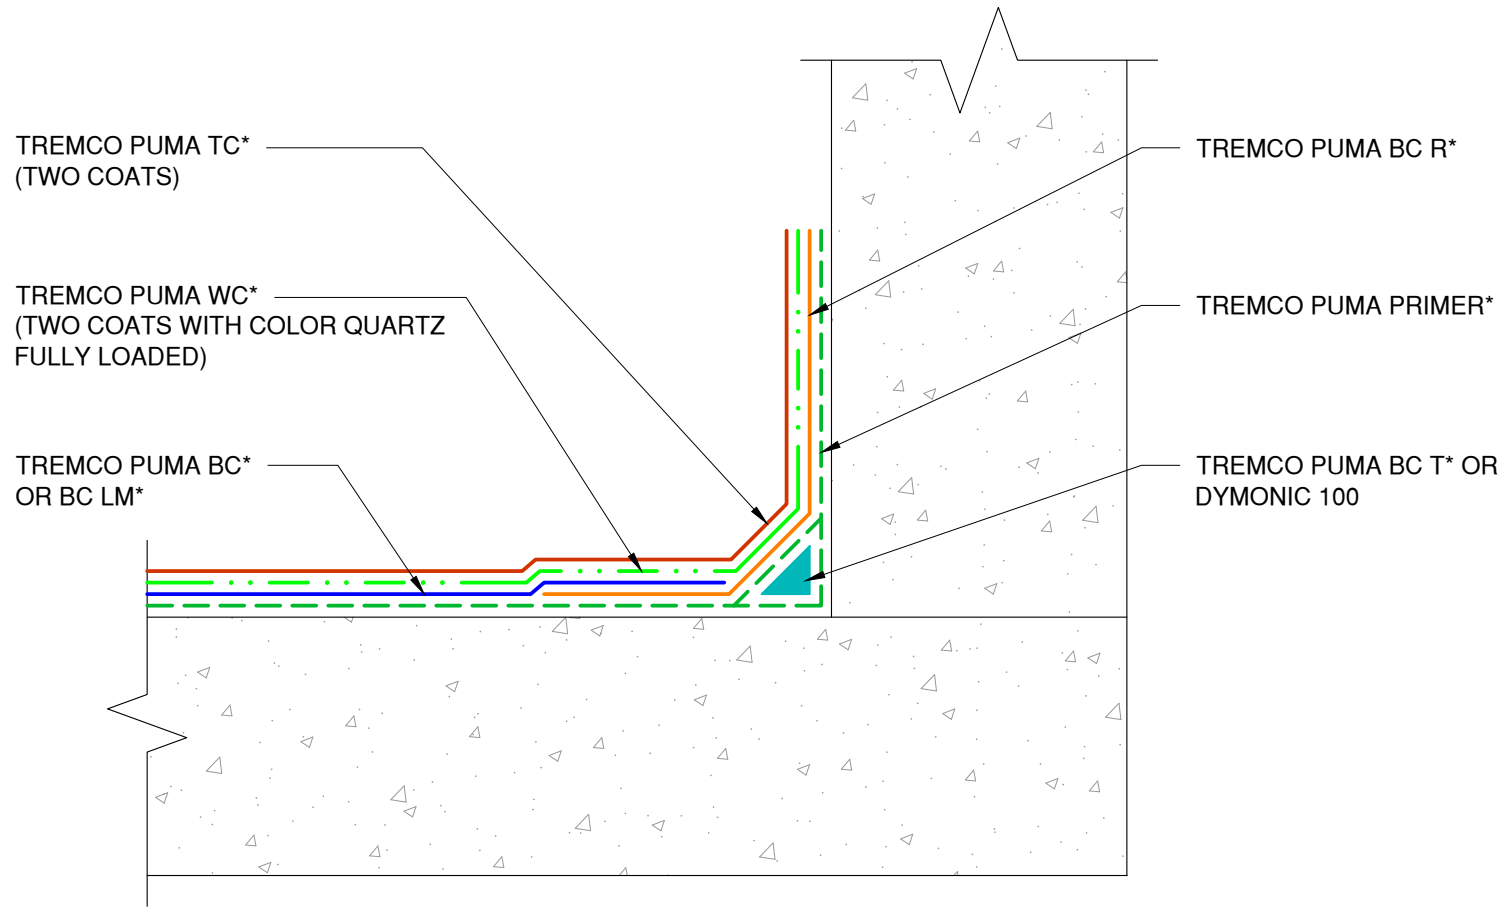 TREMCO PUMA TC*
(TWO COATS)
TREMCO PUMA WC*
(TWO COATS WITH COLOR QUARTZ
FULLY LOADED)
TREMCO PUMA BC*
OR BC LM*
TREMCO PUMA BC R*
TREMCO PUMA PRIMER*
TREMCO PUMA BC T* OR
DYMONIC 100